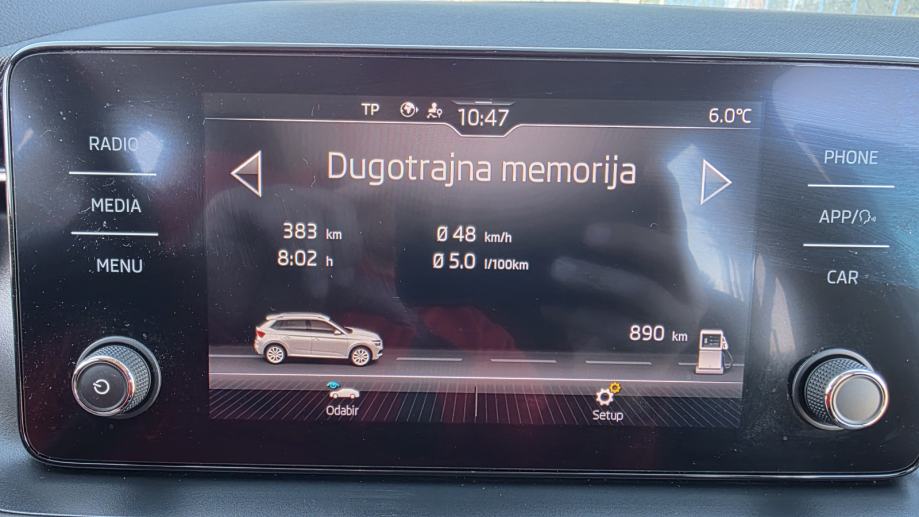 TP 10:47 6.0°C
RADIO
MEDIA
MENU
Dugotrajna memorija
383 km Ø 48 km/h
8:02 h Ø 5.0 l/100km
890 km
Odabir Setup
PHONE
APP/
CAR